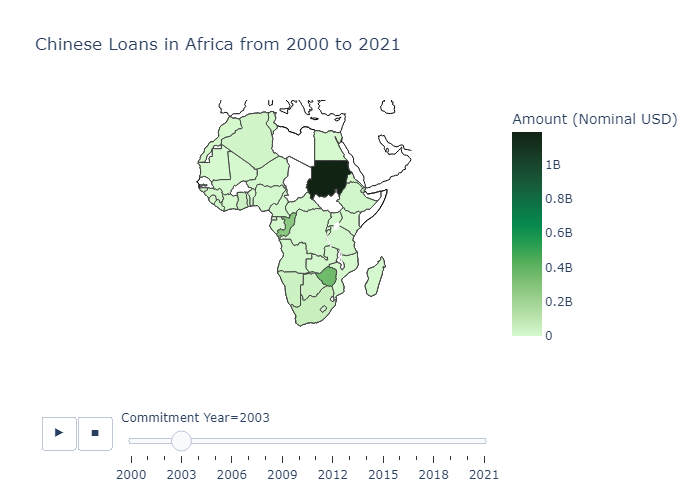 Chinese Loans in Africa from 2000 to 2021
Amount (Nominal USD)
1B
0.8B
0.6B
0.4B
0.2B
0
Commitment Year=2003
2000 2003 2006 2009 2012 2015 2018 2021